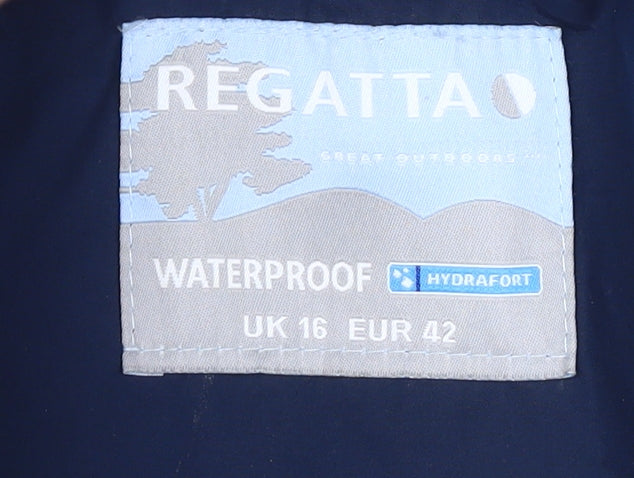 REGATTA
GREAT OUTDOORS
WATERPROOF HYDRAFORT
UK 16 EUR 42